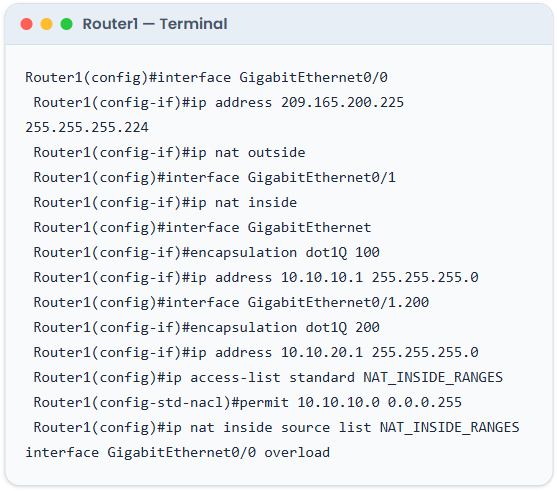 Router1 — Terminal
Router1(config)#interface GigabitEthernet0/0
Router1(config-if)#ip address 209.165.200.225
255.255.255.224
Router1(config-if)#ip nat outside
Router1(config)#interface GigabitEthernet0/1
Router1(config-if)#ip nat inside
Router1(config)#interface GigabitEthernet
Router1(config-if)#encapsulation dot1Q 100
Router1(config-if)#ip address 10.10.10.1 255.255.255.0
Router1(config)#interface GigabitEthernet0/1.200
Router1(config-if)#encapsulation dot1Q 200
Router1(config-if)#ip address 10.10.20.1 255.255.255.0
Router1(config)#ip access-list standard NAT_INSIDE_RANGES
Router1(config-std-nacl)#permit 10.10.10.0 0.0.0.255
Router1(config)#ip nat inside source list NAT_INSIDE_RANGES
interface GigabitEthernet0/0 overload